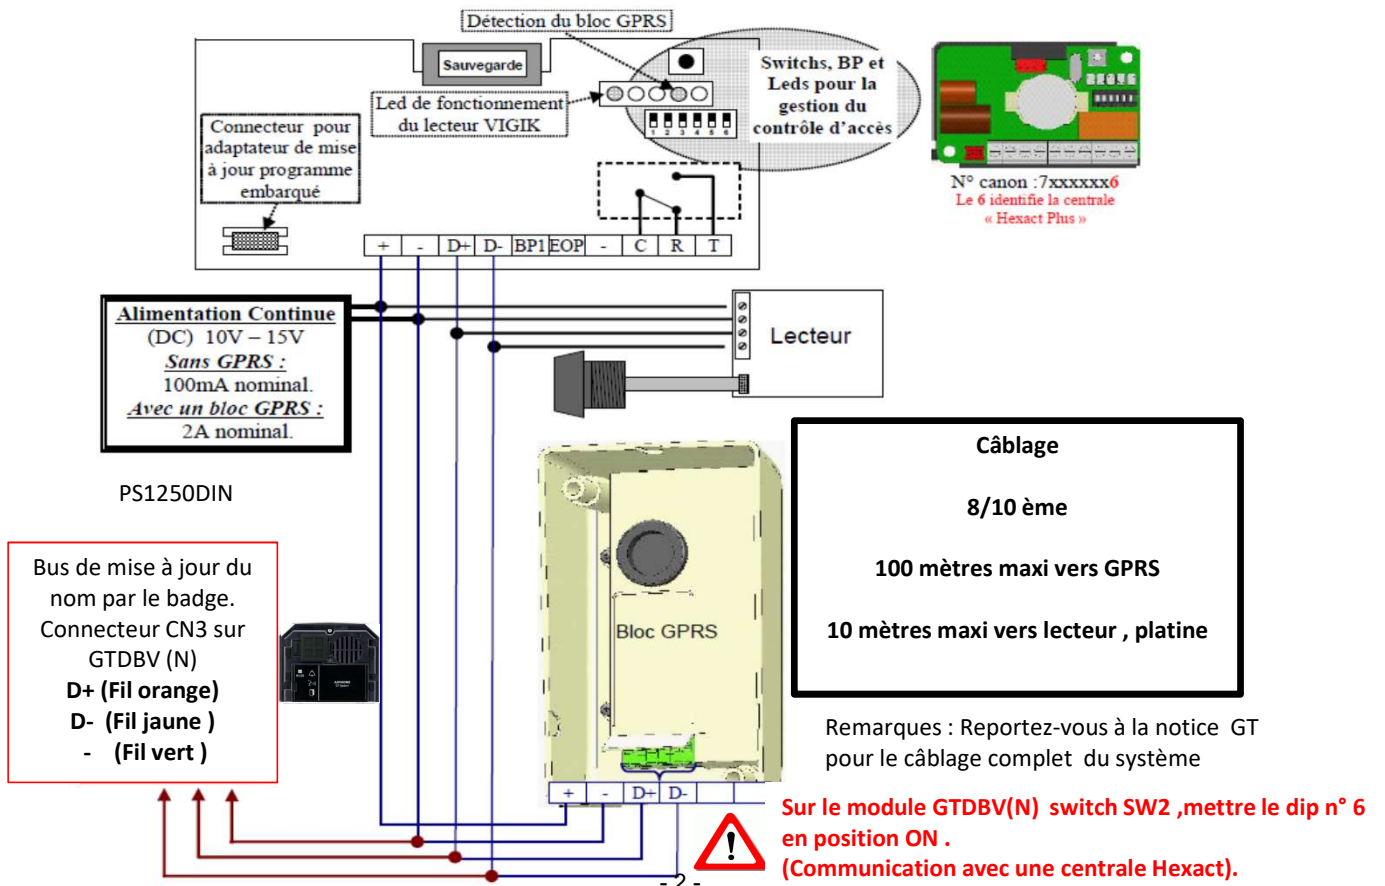 Détection du bloc GPRS
Sauvegarde
Switchs, BP et
Leds pour la
gestion du
contrôle d'accès
Led de fonctionnement
du lecteur VIGIK
1 2 3 4 5 6
Connecteur pour
adaptateur de mise
à jour programme
embarqué
N° canon :7xxxxxx6
Le 6 identifie la centrale
« Hexact Plus »
+ - D+ D- BP1 EOP - C R T
Alimentation Continue
(DC) 10V – 15V
Sans GPRS :
100mA nominal.
Avec un bloc GPRS :
2A nominal.
Lecteur
PS1250DIN
Câblage
8/10 ème
100 mètres maxi vers GPRS
10 mètres maxi vers lecteur , platine
Bus de mise à jour du
nom par le badge.
Connecteur CN3 sur
GTDBV (N)
D+ (Fil orange)
D- (Fil jaune )
- (Fil vert )
Bloc GPRS
+ - D+ D-
Remarques : Reportez-vous à la notice GT
pour le câblage complet du système
Sur le module GTDBV(N) switch SW2 ,mettre le dip n° 6
en position ON .
(Communication avec une centrale Hexact).
- 2 -